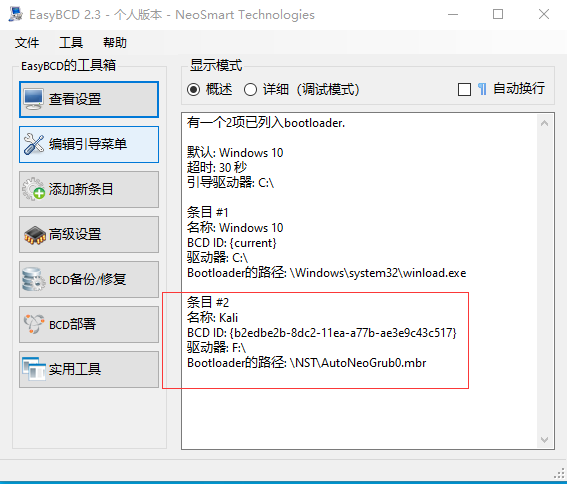 EasyBCD 2.3 - 个人版本 - NeoSmart Technologies
文件 工具 帮助
EasyBCD的工具箱
查看设置
编辑引导菜单
添加新条目
高级设置
BCD备份/修复
BCD部署
实用工具
显示模式
概述 详细（调试模式） ¶ 自动换行
有一个2项已列入bootloader.
默认: Windows 10
超时: 30 秒
引导驱动器: C:\
条目 #1
名称: Windows 10
BCD ID: {current}
驱动器: C:\
Bootloader的路径: \Windows\system32\winload.exe
条目 #2
名称: Kali
BCD ID: {b2edbe2b-8dc2-11ea-a77b-ae3e9c43c517}
驱动器: F:\
Bootloader的路径: \NST\AutoNeoGrub0.mbr